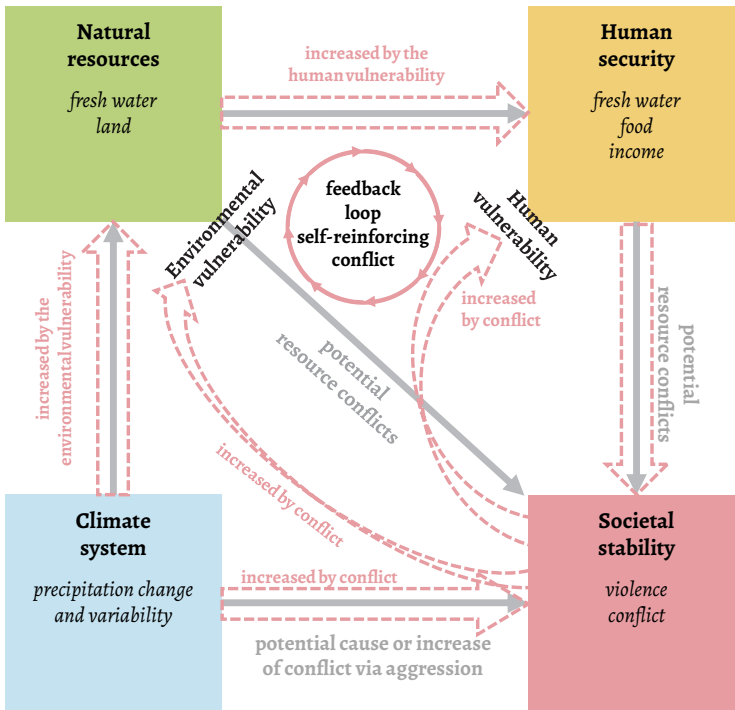 Natural
resources
fresh water
land
increased by the
human vulnerability
Human
security
fresh water
food
income
Environmental
vulnerability
feedback
loop
self-reinforcing
conflict
Human
vulnerability
increased
by conflict
increased by the
environmental vulnerability
potential
resource conflicts
potential
resource conflicts
increased by conflict
Climate
system
precipitation change
and variability
increased by conflict
potential cause or increase
of conflict via aggression
Societal
stability
violence
conflict